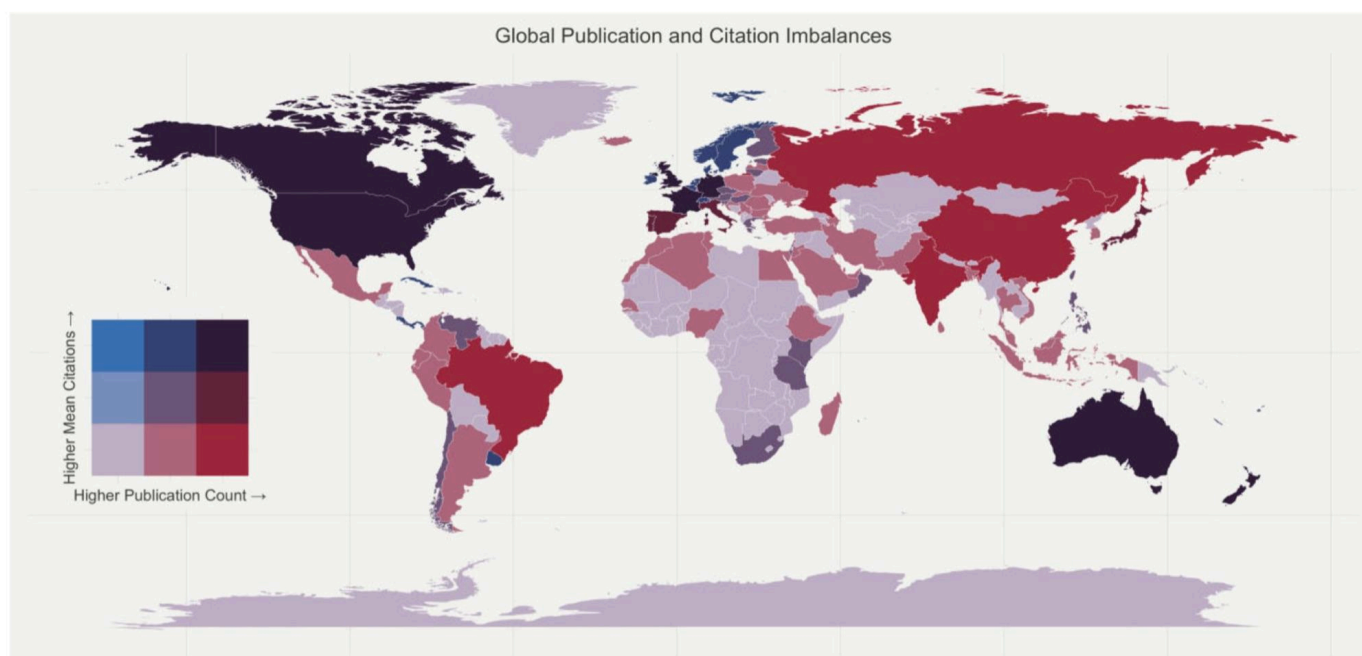 Global Publication and Citation Imbalances
Higher Mean Citations →
Higher Publication Count →